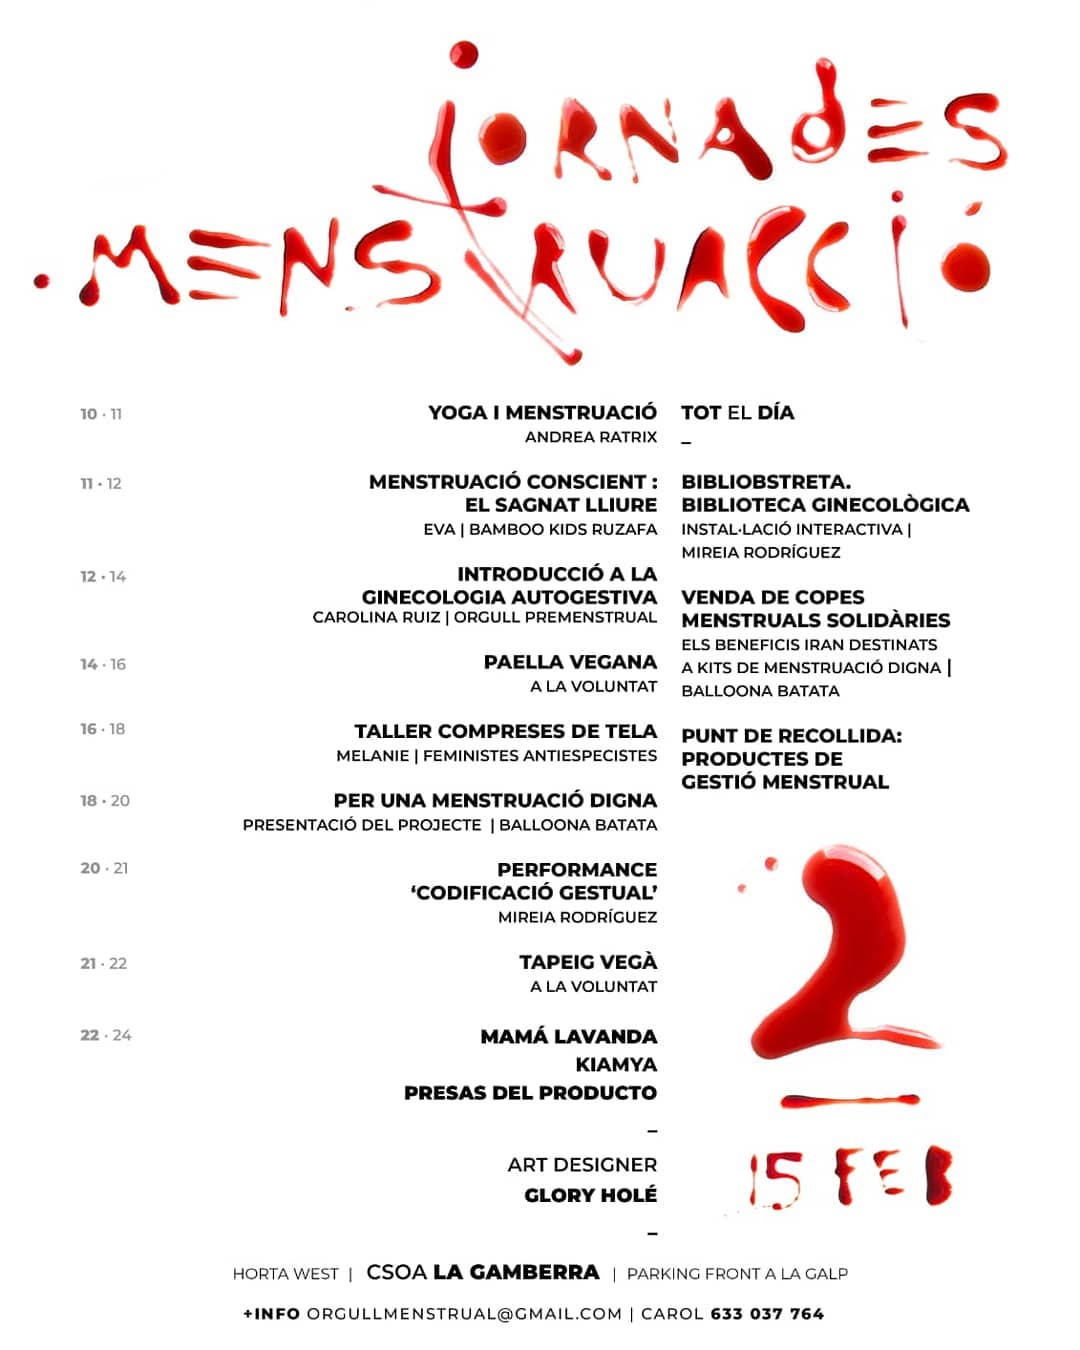 JORNAdES
MENSTRUACCIÓ
10 · 11
YOGA I MENSTRUACIÓ
ANDREA RATRIX
11 · 12
MENSTRUACIÓ CONSCIENT :
EL SAGNAT LLIURE
EVA | BAMBOO KIDS RUZAFA
12 · 14
INTRODUCCIÓ A LA
GINECOLOGIA AUTOGESTIVA
CAROLINA RUIZ | ORGULL PREMENSTRUAL
14 · 16
PAELLA VEGANA
A LA VOLUNTAT
16 · 18
TALLER COMPRESES DE TELA
MELANIE | FEMINISTES ANTIESPECISTES
18 · 20
PER UNA MENSTRUACIÓ DIGNA
PRESENTACIÓ DEL PROJECTE | BALLOONA BATATA
20 · 21
PERFORMANCE
‘CODIFICACIÓ GESTUAL’
MIREIA RODRÍGUEZ
21 · 22
TAPEIG VEGÀ
A LA VOLUNTAT
22 · 24
MAMÁ LAVANDA
KIAMYA
PRESAS DEL PRODUCTO
–
ART DESIGNER
GLORY HOLÉ
–
TOT EL DÍA
–
BIBLIOBSTRETA.
BIBLIOTECA GINECOLÒGICA
INSTAL·LACIÓ INTERACTIVA |
MIREIA RODRÍGUEZ
VENDA DE COPES
MENSTRUALS SOLIDÀRIES
ELS BENEFICIS IRAN DESTINATS
A KITS DE MENSTRUACIÓ DIGNA |
BALLOONA BATATA
PUNT DE RECOLLIDA:
PRODUCTES DE
GESTIÓ MENSTRUAL
2
15 FEB
HORTA WEST | CSOA LA GAMBERRA | PARKING FRONT A LA GALP
+INFO ORGULLMENSTRUAL@GMAIL.COM | CAROL 633 037 764